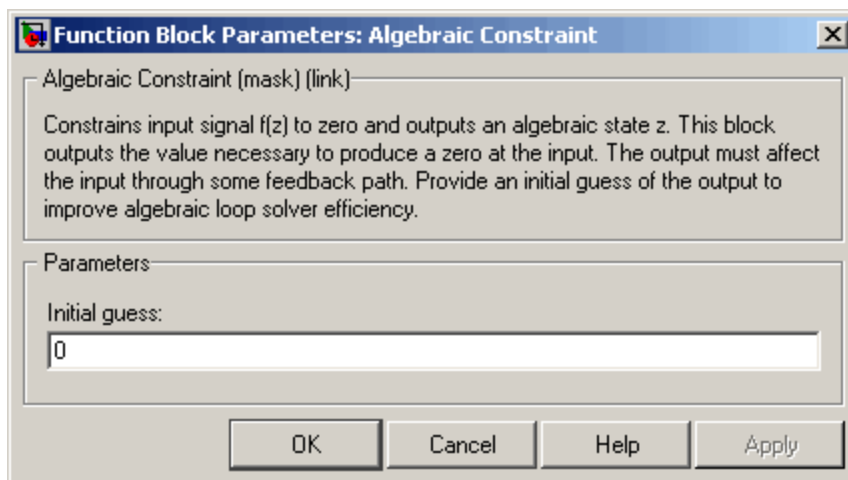 Function Block Parameters: Algebraic Constraint
Algebraic Constraint (mask) (link)
Constrains input signal f(z) to zero and outputs an algebraic state z. This block
outputs the value necessary to produce a zero at the input. The output must affect
the input through some feedback path. Provide an initial guess of the output to
improve algebraic loop solver efficiency.
Parameters
Initial guess:
0
OK Cancel Help Apply